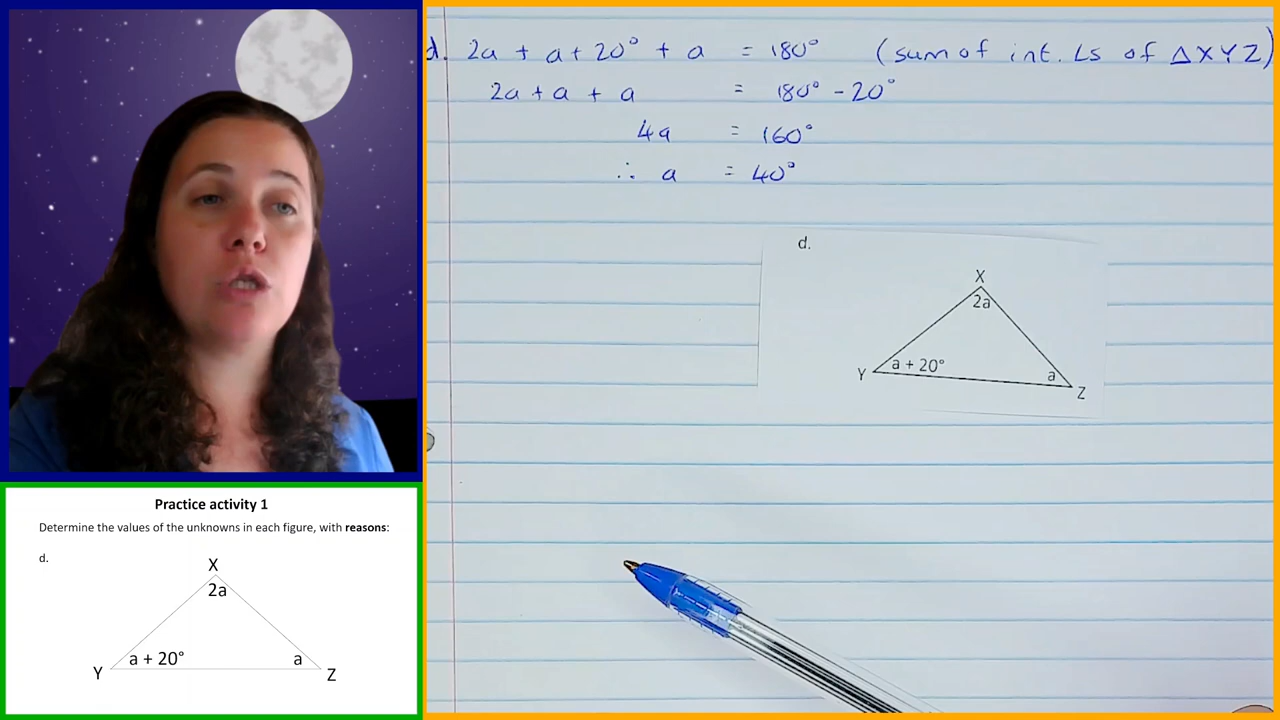 d. 2a + a + 20° + a = 180° (sum of int. ∠s of ΔXYZ)
2a + a + a = 180° - 20°
4a = 160°
∴ a = 40°
d.
X
2a
Y
a + 20°
a
Z
Practice activity 1
Determine the values of the unknowns in each figure, with reasons:
d.
X
2a
Y
a + 20°
a
Z